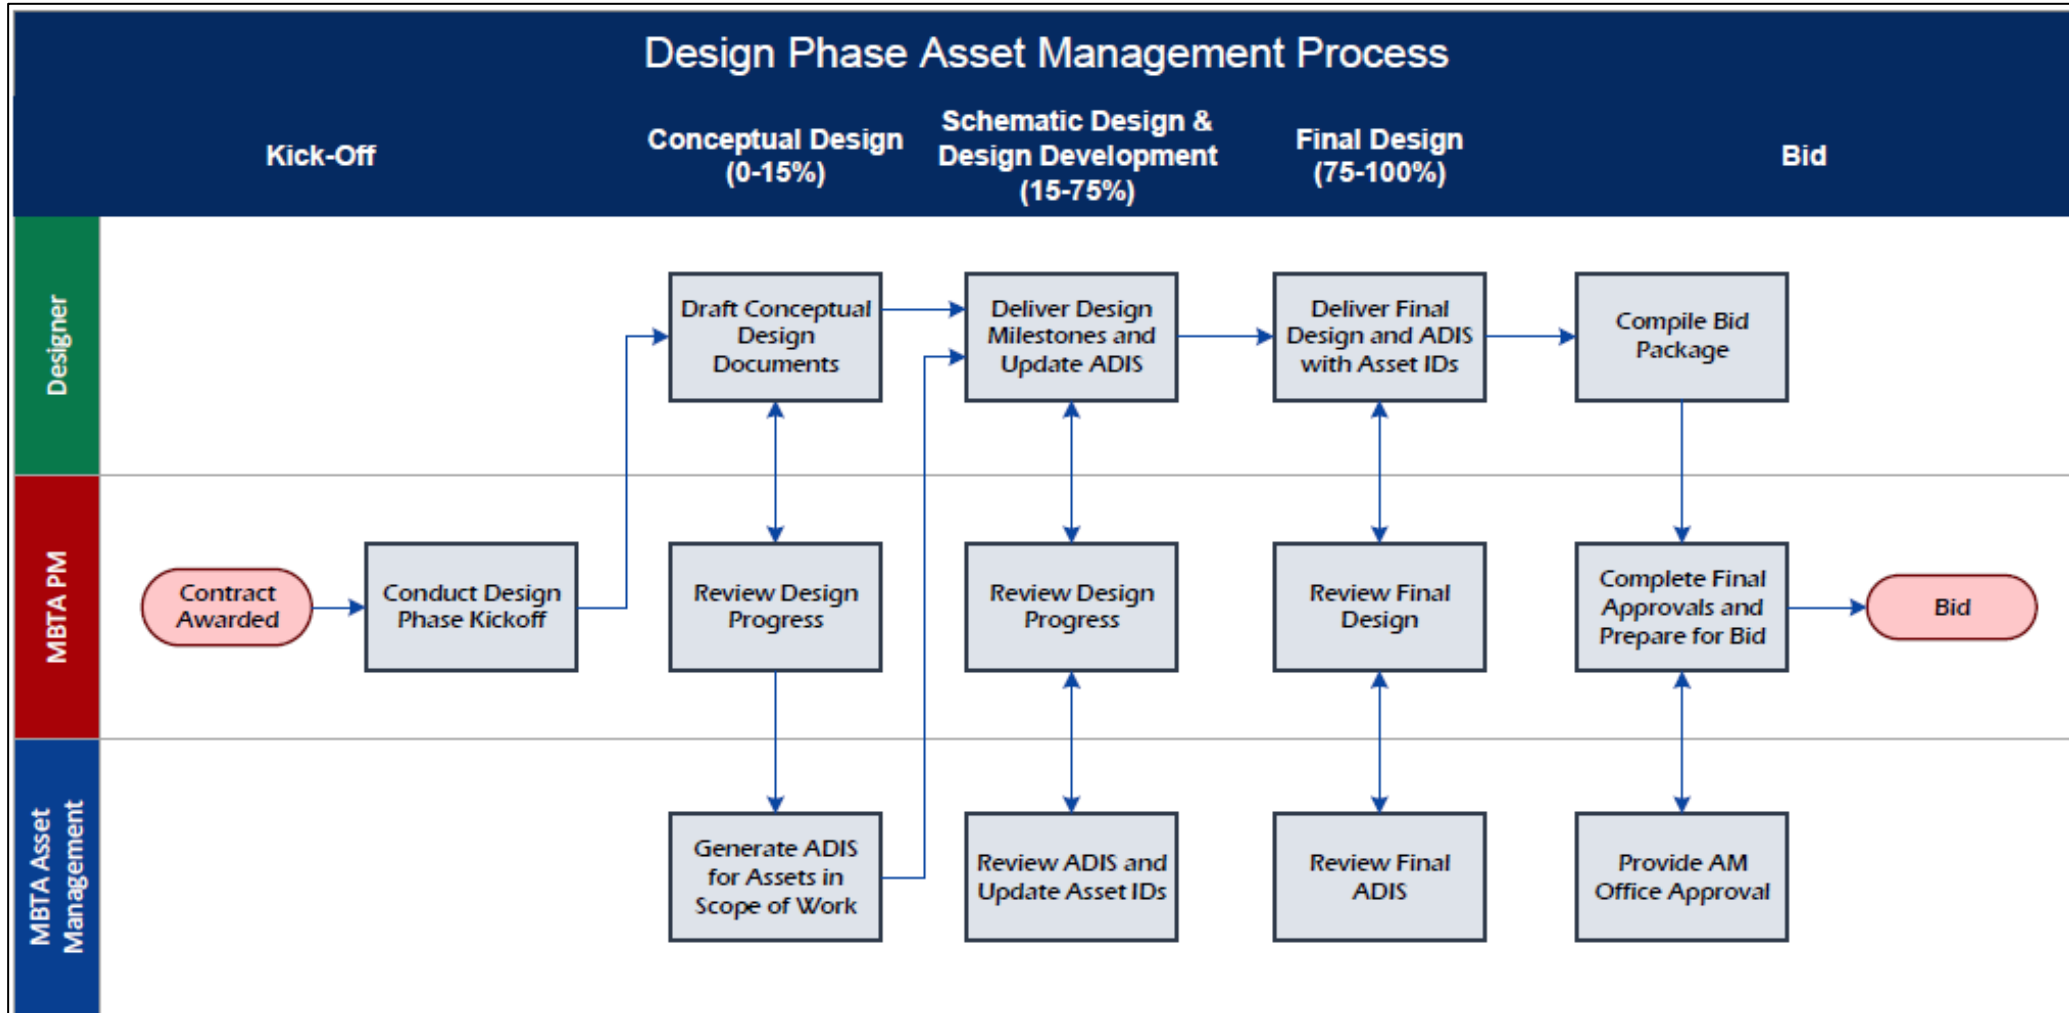 Design Phase Asset Management Process
Kick-Off
Conceptual Design
(0-15%)
Schematic Design &
Design Development
(15-75%)
Final Design
(75-100%)
Bid
Designer
Draft Conceptual
Design
Documents
Deliver Design
Milestones and
Update ADIS
Deliver Final
Design and ADIS
with Asset IDs
Compile Bid
Package
MBTA PM
Contract
Awarded
Conduct Design
Phase Kickoff
Review Design
Progress
Review Design
Progress
Review Final
Design
Complete Final
Approvals and
Prepare for Bid
Bid
MBTA Asset
Management
Generate ADIS
for Assets in
Scope of Work
Review ADIS and
Update Asset IDs
Review Final
ADIS
Provide AM
Office Approval